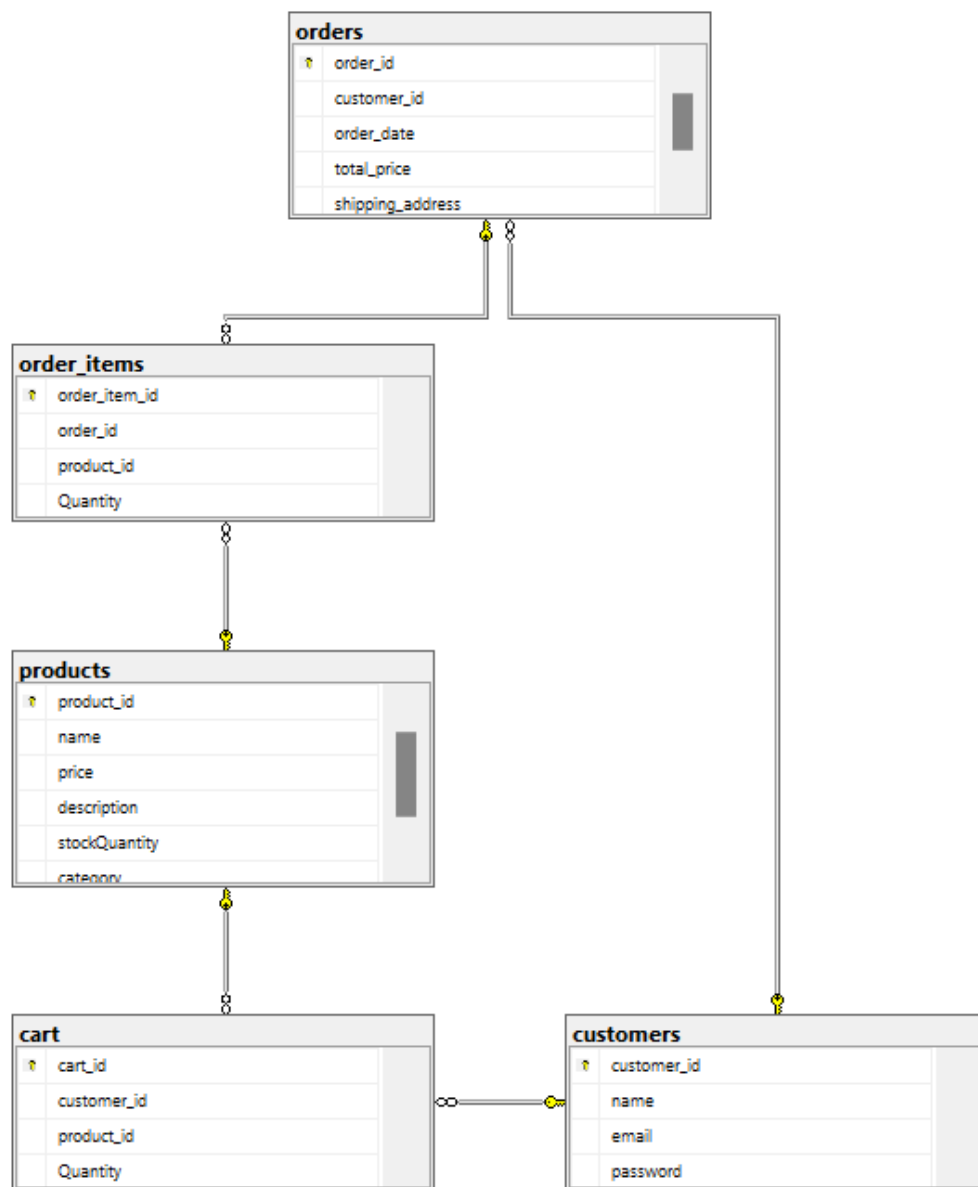 orders
order_id
customer_id
order_date
total_price
shipping_address
order_items
order_item_id
order_id
product_id
Quantity
products
product_id
name
price
description
stockQuantity
category
cart
cart_id
customer_id
product_id
Quantity
customers
customer_id
name
email
password